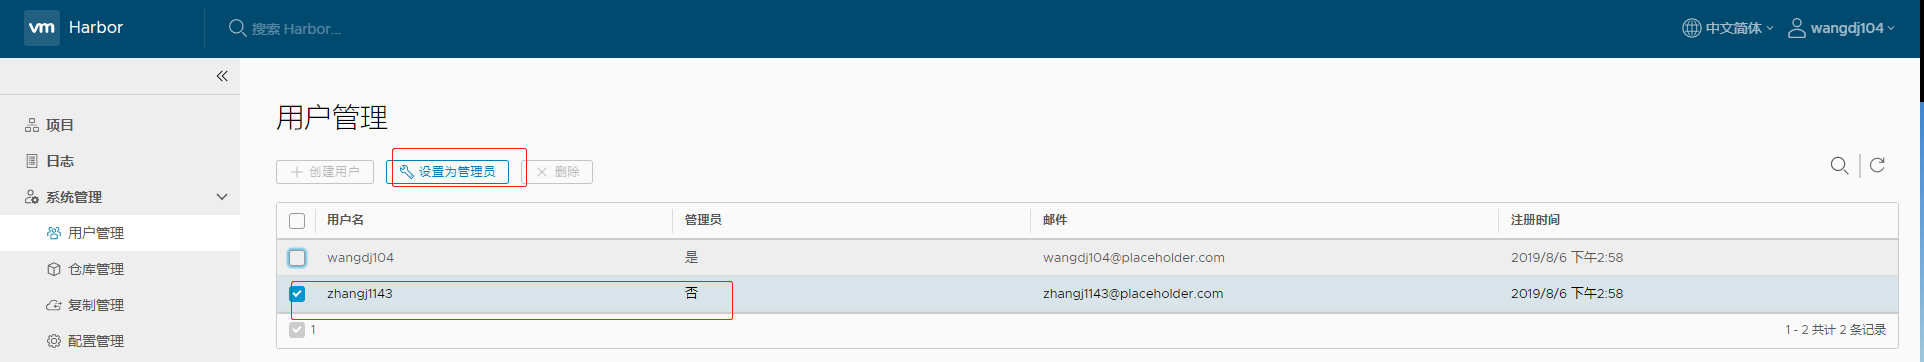 vm Harbor 搜索 Harbor... 中文简体 wangdj104
项目
日志
系统管理
用户管理
仓库管理
复制管理
配置管理
用户管理
创建用户 设置为管理员 删除
用户名 管理员 邮件 注册时间
wangdj104 是 wangdj104@placeholder.com 2019/8/6 下午2:58
zhangj1143 否 zhangj1143@placeholder.com 2019/8/6 下午2:58
1 1 - 2 共计 2 条记录